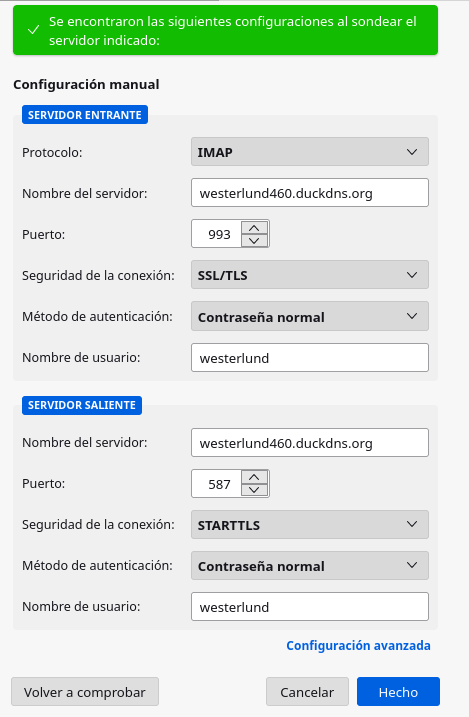 Se encontraron las siguientes configuraciones al sondear el
servidor indicado:
Configuración manual
SERVIDOR ENTRANTE
Protocolo: IMAP
Nombre del servidor: westerlund460.duckdns.org
Puerto: 993
Seguridad de la conexión: SSL/TLS
Método de autenticación: Contraseña normal
Nombre de usuario: westerlund
SERVIDOR SALIENTE
Nombre del servidor: westerlund460.duckdns.org
Puerto: 587
Seguridad de la conexión: STARTTLS
Método de autenticación: Contraseña normal
Nombre de usuario: westerlund
Configuración avanzada
Volver a comprobar Cancelar Hecho